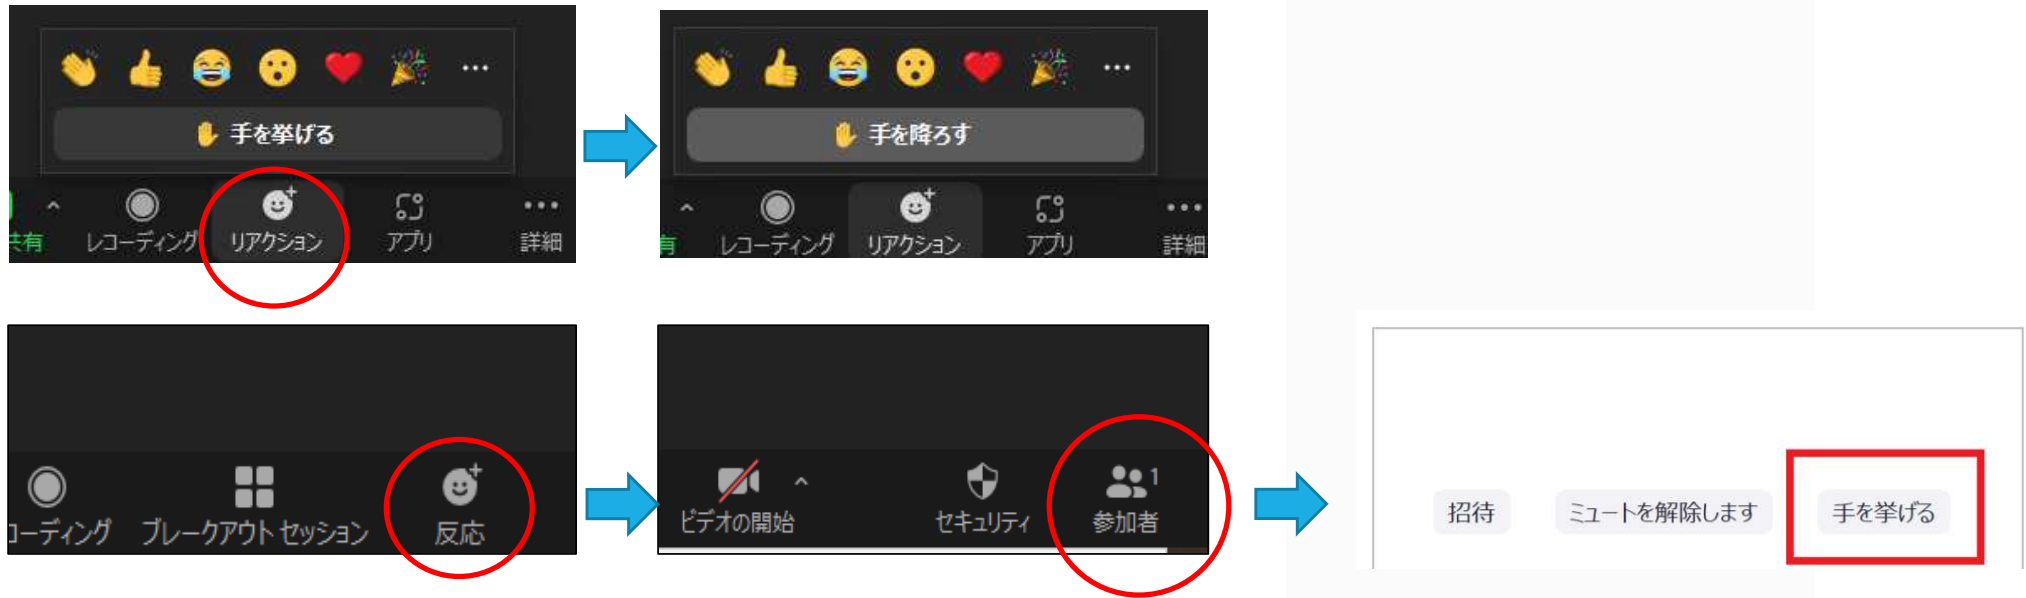 手を挙げる
共有 レコーディング リアクション アプリ 詳細
手を降ろす
有 レコーディング リアクション アプリ 詳細
コーディング ブレークアウト セッション 反応
ビデオの開始 セキュリティ 参加者 1
招待 ミュートを解除します 手を挙げる